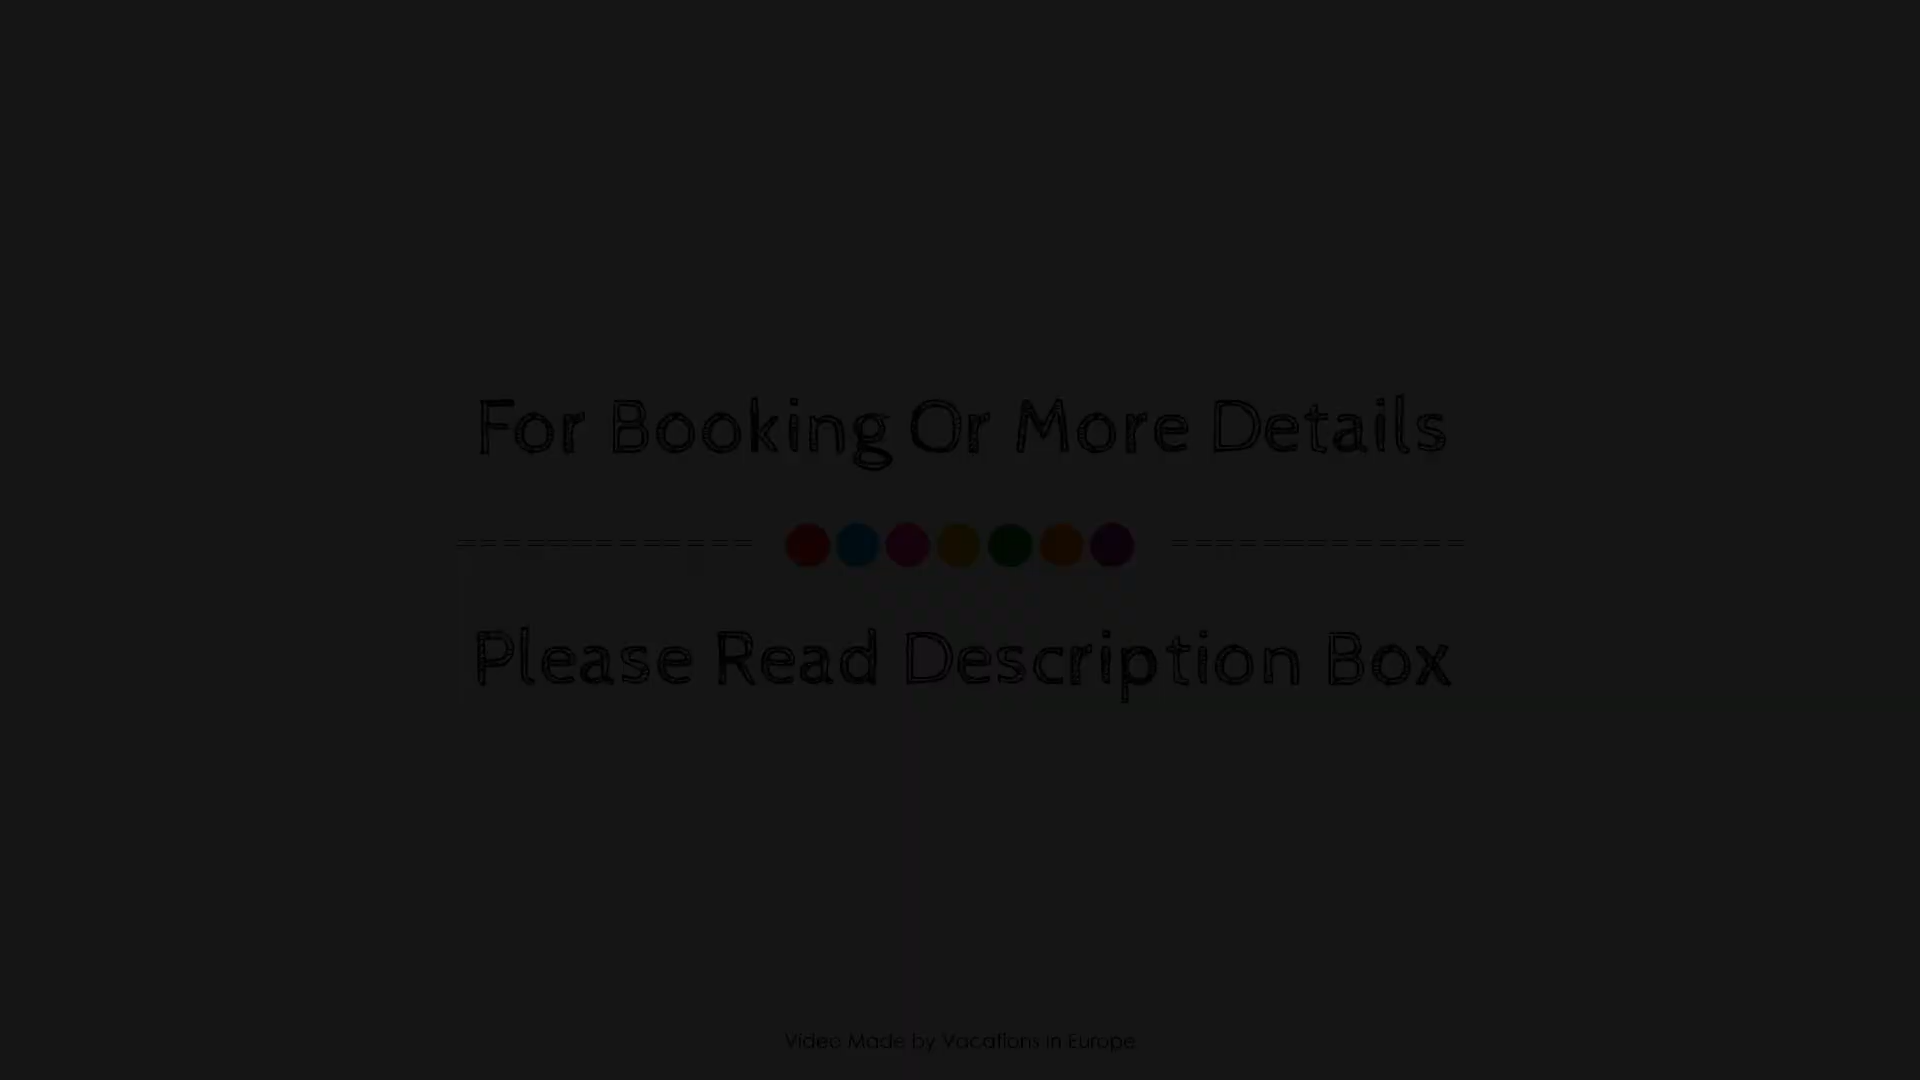 For Booking Or More Details
Please Read Description Box
Video Made by Vacations in Europe